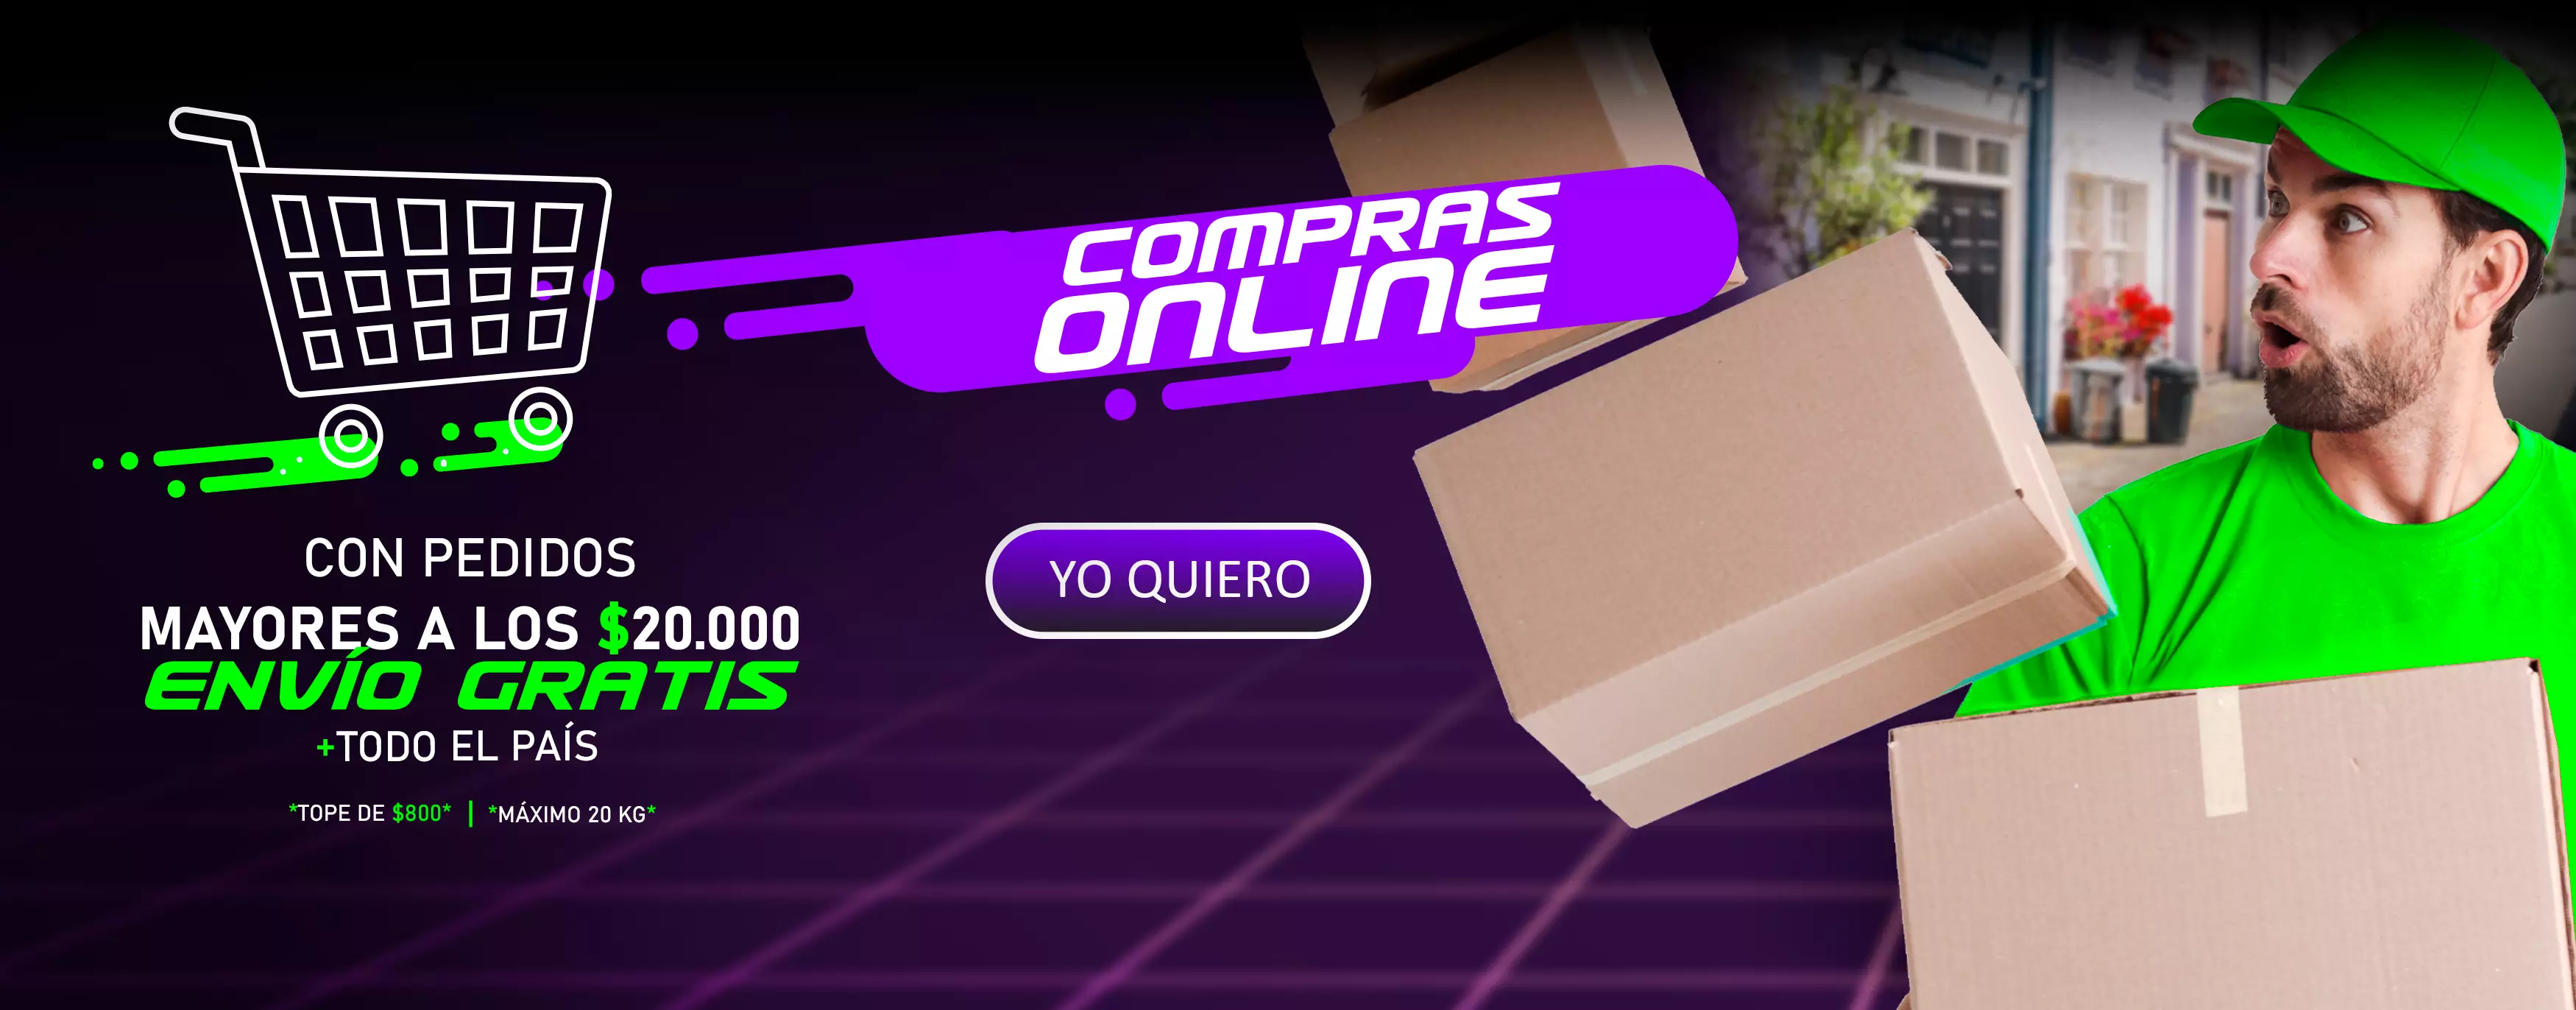 COMPRAS
ONLINE
CON PEDIDOS
MAYORES A LOS $20.000
ENVÍO GRATIS
+TODO EL PAÍS
*TOPE DE $800* | *MÁXIMO 20 KG*
YO QUIERO